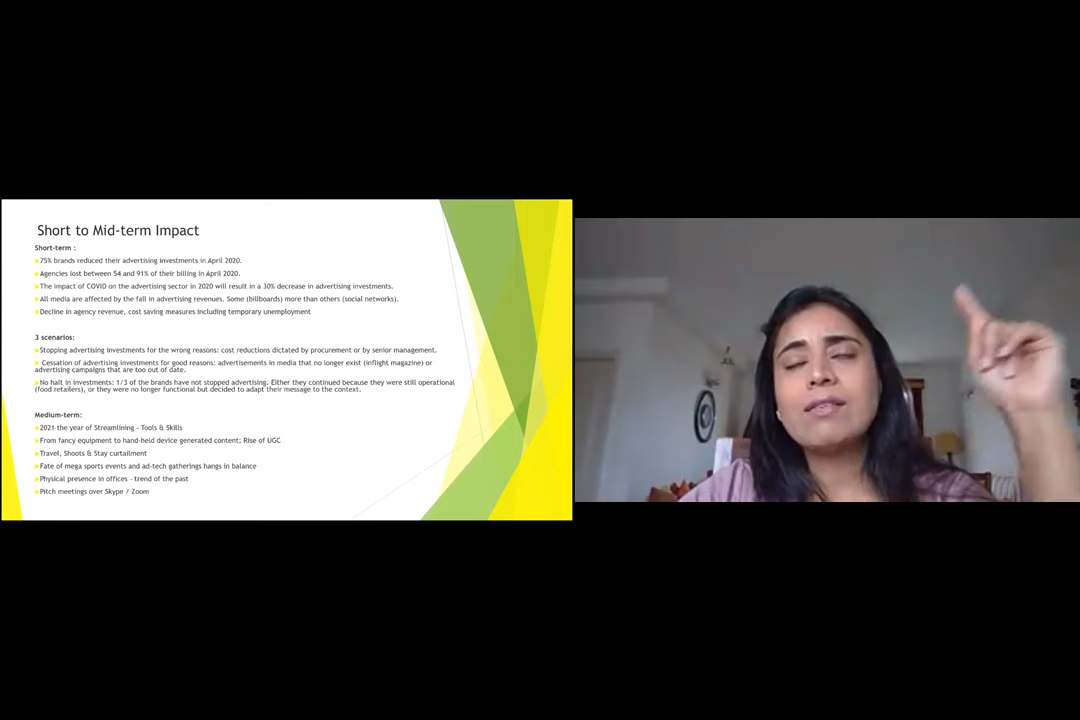 Short to Mid-term Impact
Short-term :
75% brands reduced their advertising investments in April 2020.
Agencies lost between 54 and 91% of their billing in April 2020.
The impact of COVID on the advertising sector in 2020 will result in a 30% decrease in advertising investments.
All media are affected by the fall in advertising revenues. Some (billboards) more than others (social networks).
Decline in agency revenue, cost saving measures including temporary unemployment
3 scenarios:
Stopping advertising investments for the wrong reasons: cost reductions dictated by procurement or by senior management.
Cessation of advertising investments for good reasons: advertisements in media that no longer exist (inflight magazine) or
advertising campaigns that are too out of date.
No halt in investments: 1/3 of the brands have not stopped advertising. Either they continued because they were still operational
(food retailers), or they were no longer functional but decided to adapt their message to the context.
Medium-term:
2021 the year of Streamlining - Tools & Skills
From fancy equipment to hand-held device generated content; Rise of UGC
Travel, Shoots & Stay curtailment
Fate of mega sports events and ad-tech gatherings hangs in balance
Physical presence in offices - trend of the past
Pitch meetings over Skype / Zoom